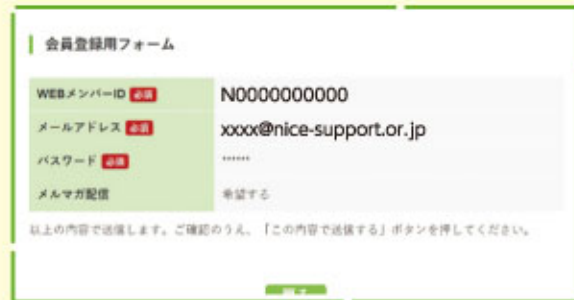 会員登録用フォーム
WEBメンバーID 必須 N0000000000
メールアドレス 必須 xxxx@nice-support.or.jp
パスワード 必須 ••••••
メルマガ配信 希望する
以上の内容で送信します。ご確認のうえ、「この内容で送信する」ボタンを押してください。